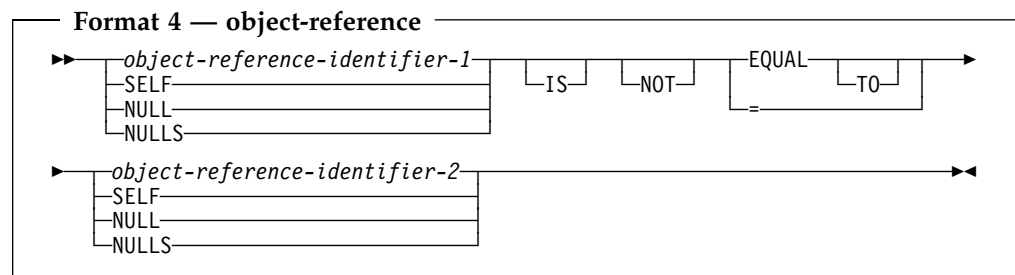 Format 4 — object-reference
object-reference-identifier-1 IS NOT EQUAL TO
SELF =
NULL
NULLS
object-reference-identifier-2
SELF
NULL
NULLS